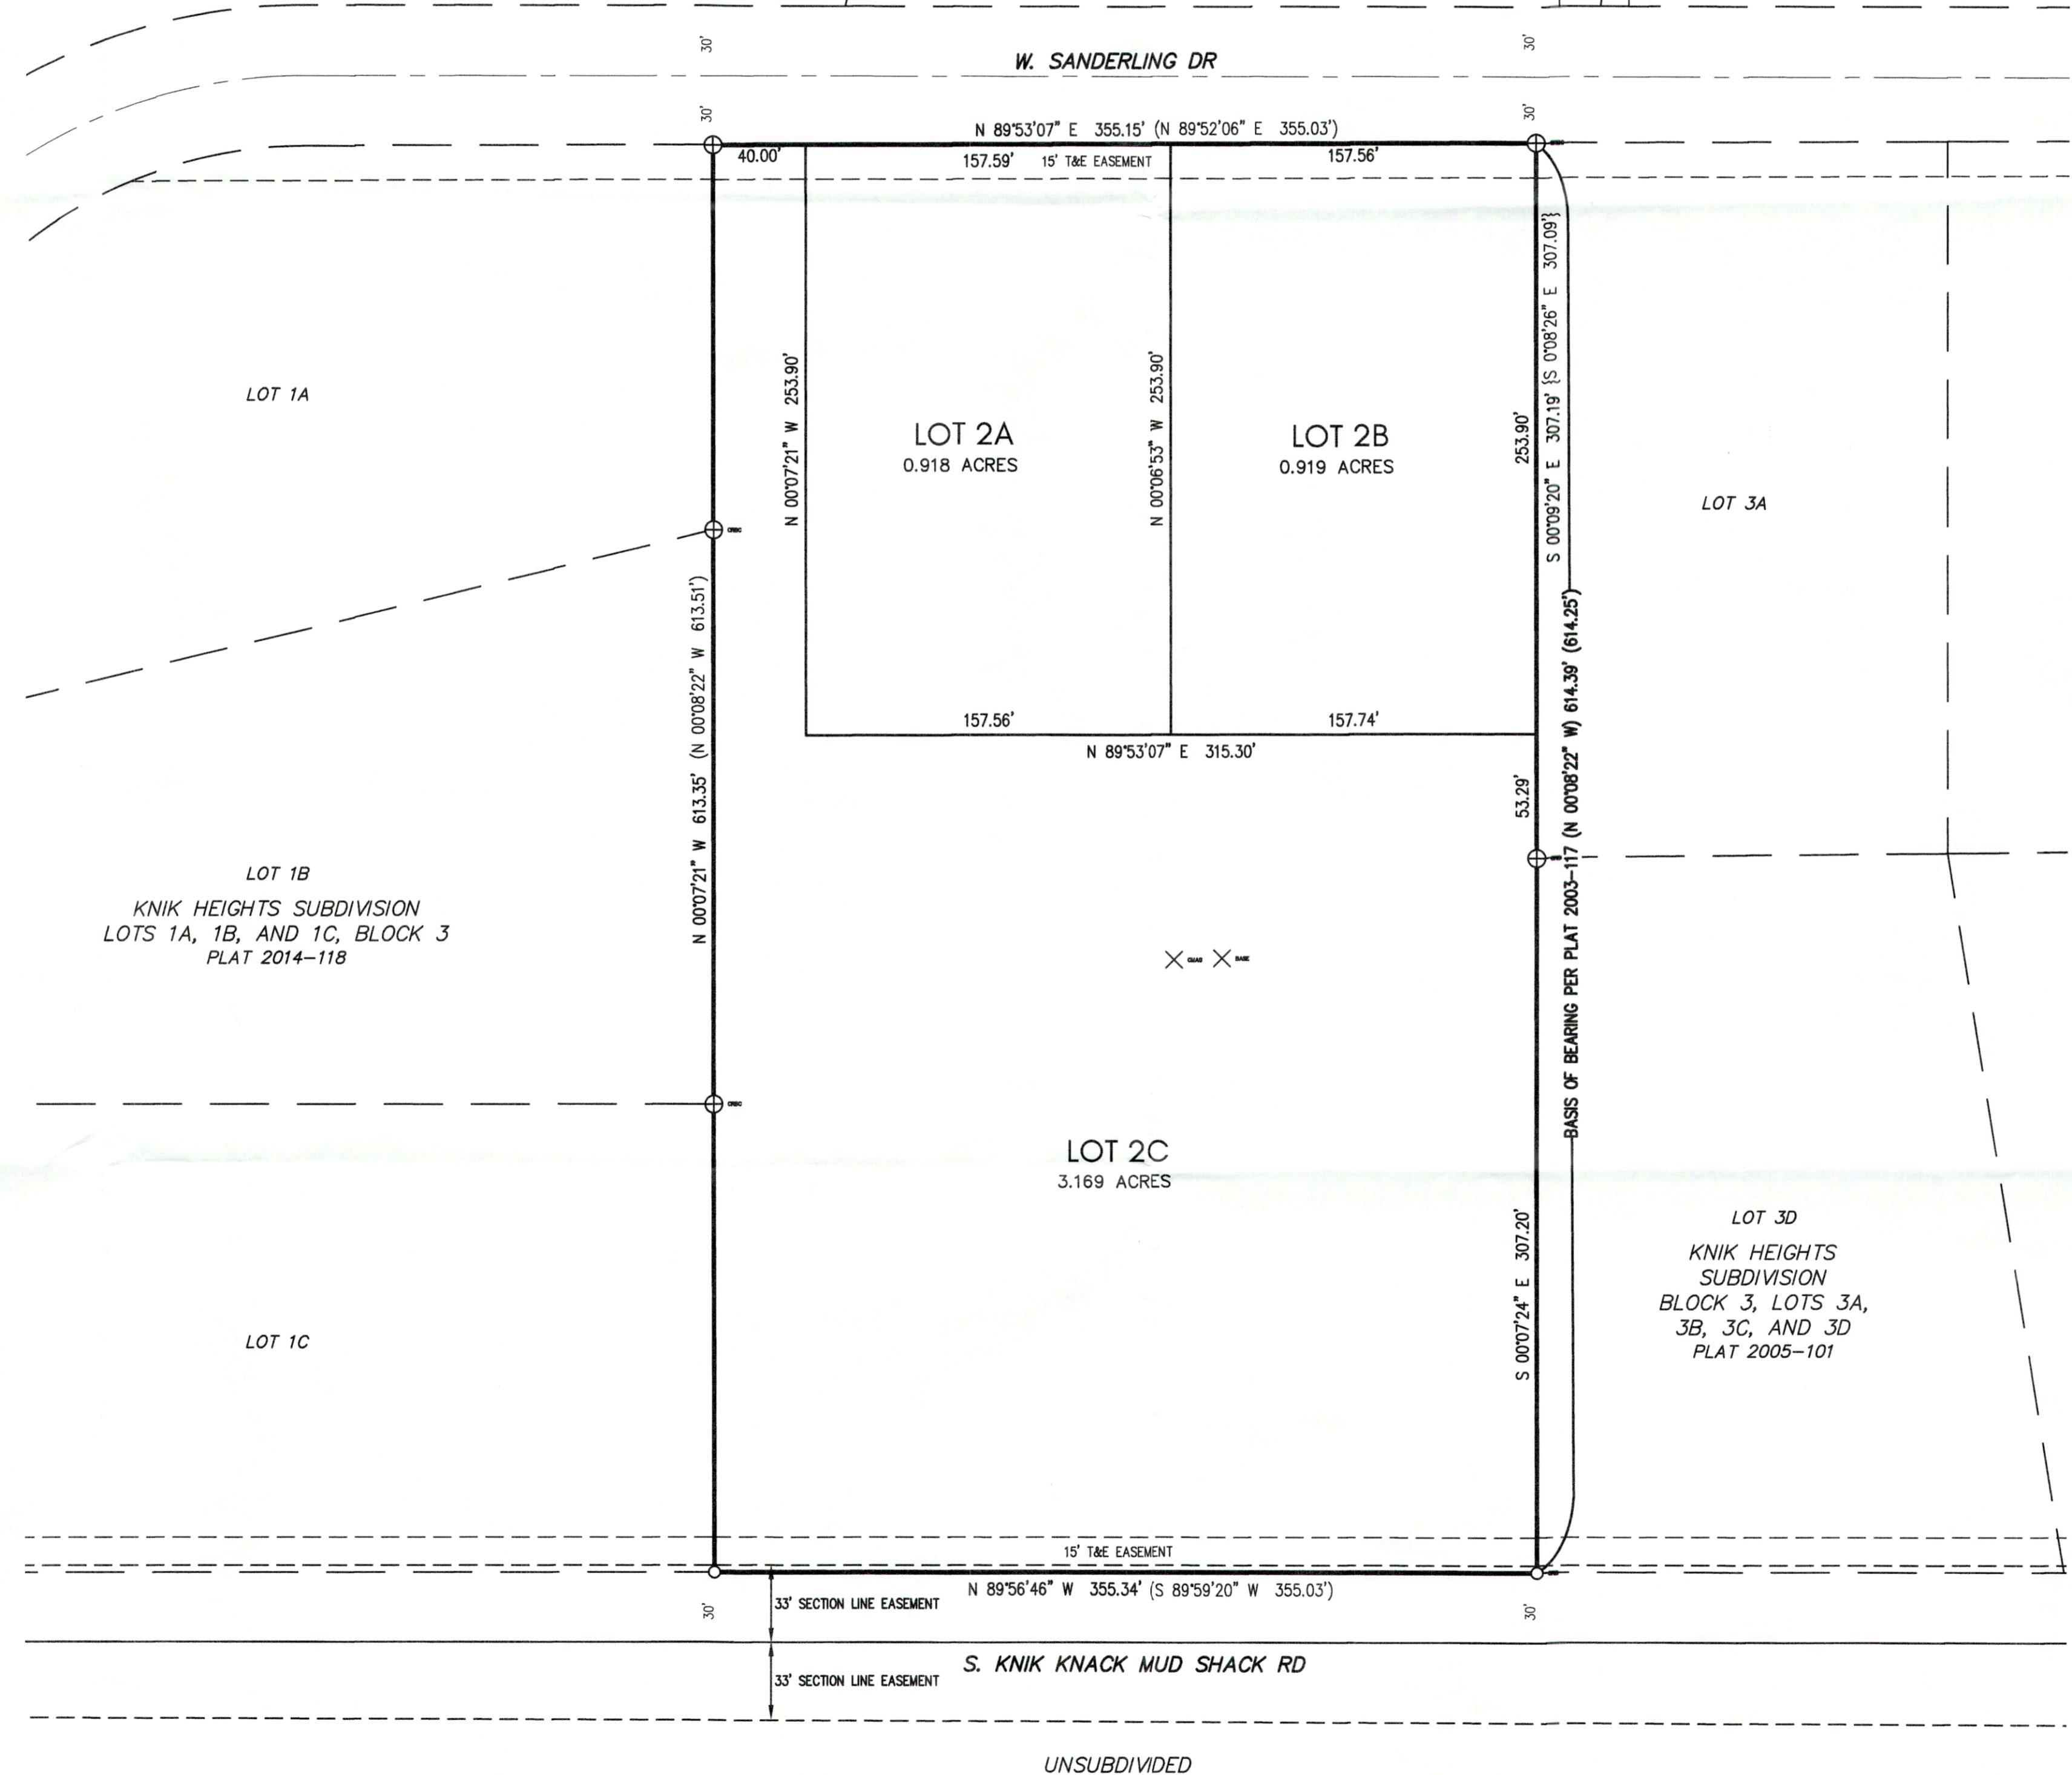 30'
30'
W. SANDERLING DR
30'
30'
N 89°53'07" E 355.15' (N 89°52'06" E 355.03')
40.00'
157.59'
15' T&E EASEMENT
157.56'
LOT 1A
N 00°07'21" W 253.90'
LOT 2A
0.918 ACRES
N 00°06'53" W 253.90'
LOT 2B
0.919 ACRES
253.90'
S 00°09'20" E 307.19' {S 0°08'26" E 307.09'}
LOT 3A
157.56'
157.74'
N 89°53'07" E 315.30'
N 00°07'21" W 613.35' (N 00°08'22" W 613.51')
53.29'
BASIS OF BEARING PER PLAT 2003-117 (N 00°08'22" W) 614.39' (614.25')
LOT 1B
KNIK HEIGHTS SUBDIVISION
LOTS 1A, 1B, AND 1C, BLOCK 3
PLAT 2014-118
LOT 2C
3.169 ACRES
S 00°07'24" E 307.20'
LOT 3D
KNIK HEIGHTS
SUBDIVISION
BLOCK 3, LOTS 3A,
3B, 3C, AND 3D
PLAT 2005-101
LOT 1C
15' T&E EASEMENT
N 89°56'46" W 355.34' (S 89°59'20" W 355.03')
30'
33' SECTION LINE EASEMENT
30'
S. KNIK KNACK MUD SHACK RD
33' SECTION LINE EASEMENT
UNSUBDIVIDED